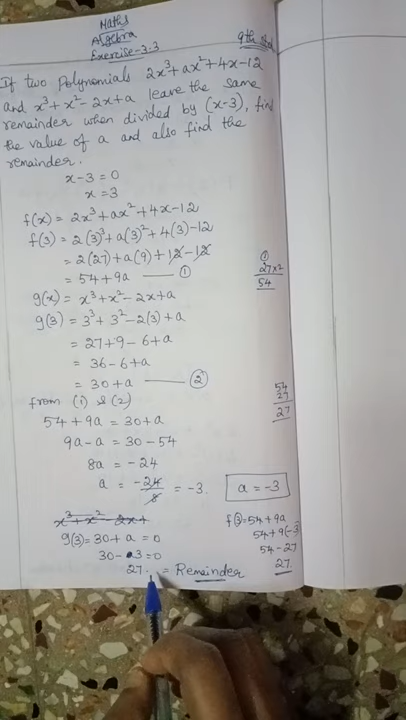 Maths
Algebra
Exercise-3.3
9th std
If two Polynomials 2x³+ax²+4x-12
and x³+x²-2x+a leave the same
remainder when divided by (x-3), find
the value of a and also find the
remainder.
x-3=0
x=3
f(x) = 2x³+ax²+4x-12
f(3) = 2(3)³+a(3)²+4(3)-12
= 2(27)+a(9)+12-12
= 54+9a —— ①
27x2
54
g(x) = x³+x²-2x+a
g(3) = 3³+3²-2(3)+a
= 27+9-6+a
= 36-6+a
= 30+a —— ②
54
27
27
from (1) & (2)
54+9a = 30+a
9a-a = 30-54
8a = -24
a = -24/8 = -3.
a = -3
x³+x²-2x+
g(3)=30+a=0
30-3=0
27. = Remainder
f(3)=54+9a
54+9(-3)
54-27
27.